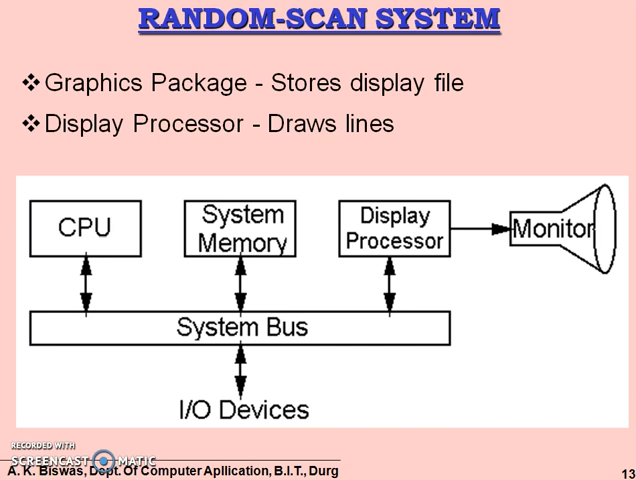 RANDOM-SCAN SYSTEM
❖Graphics Package - Stores display file
❖Display Processor - Draws lines
CPU
System
Memory
Display
Processor
Monitor
System Bus
I/O Devices
RECORDED WITH
SCREENCAST MATIC
A. K. Biswas, Dept. Of Computer Apllication, B.I.T., Durg
13